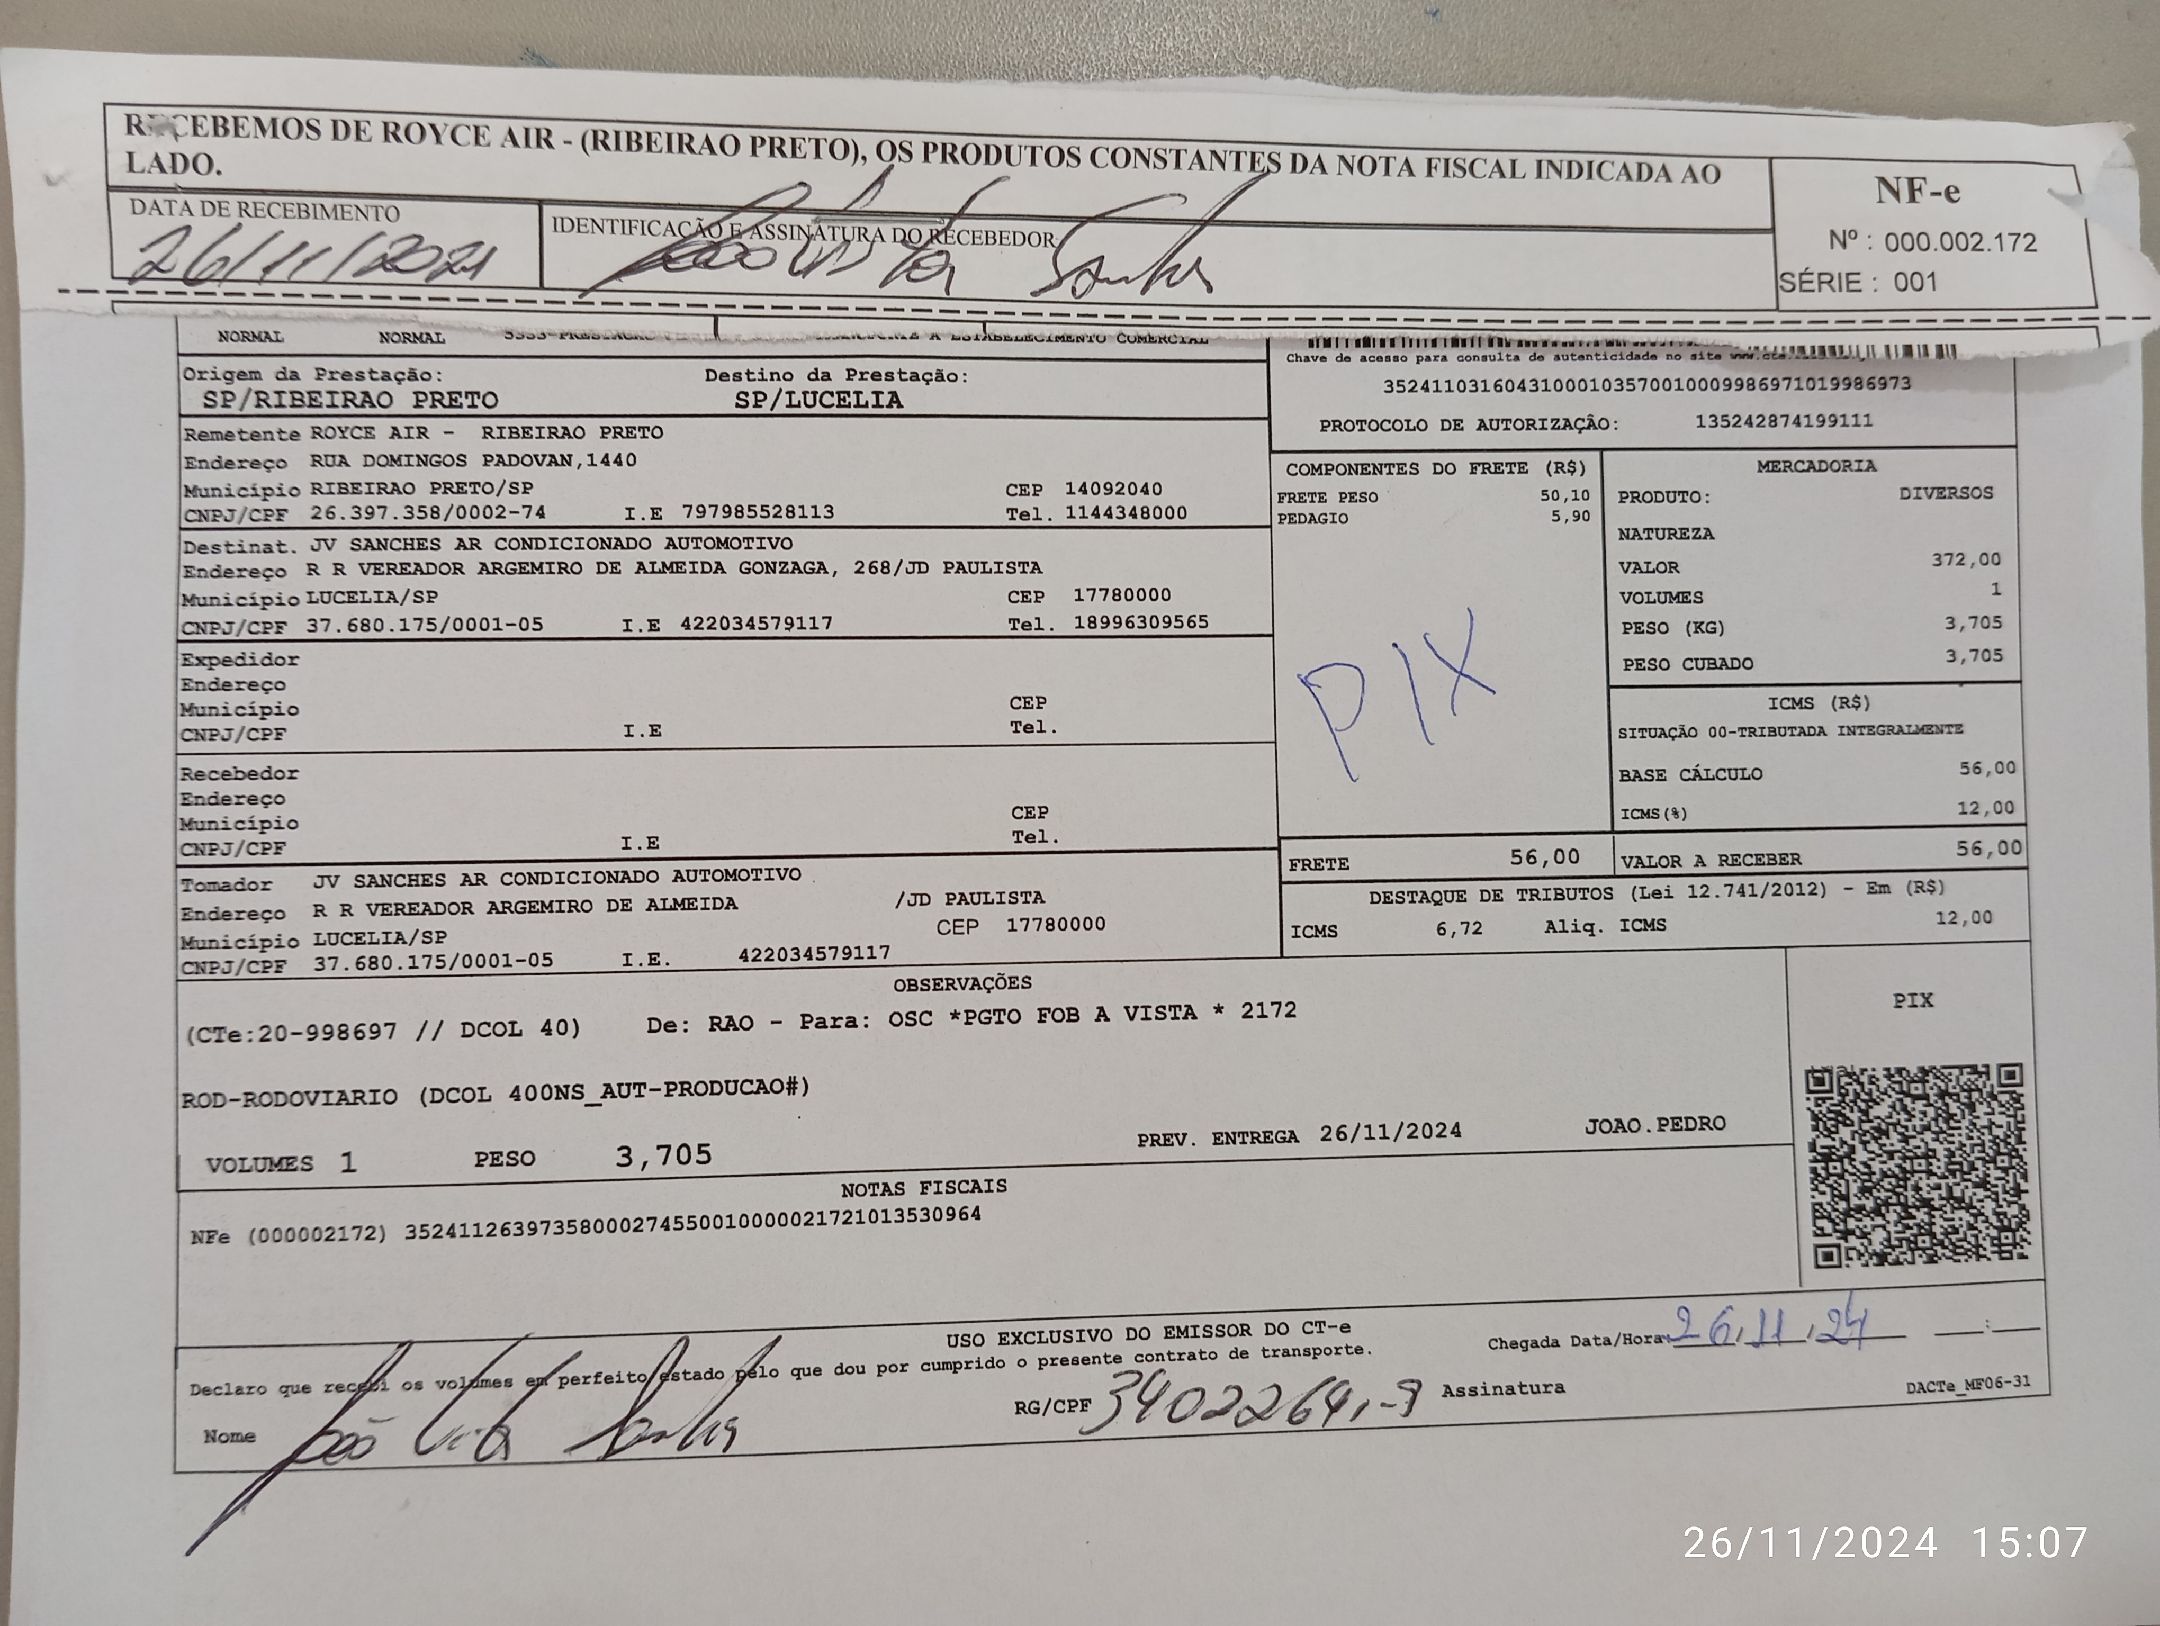 RECEBEMOS DE ROYCE AIR - (RIBEIRAO PRETO), OS PRODUTOS CONSTANTES DA NOTA FISCAL INDICADA AO
LADO.
NF-e
Nº : 000.002.172
SÉRIE : 001
DATA DE RECEBIMENTO
26/11/2024
IDENTIFICAÇÃO E ASSINATURA DO RECEBEDOR
NORMAL NORMAL A ESTABELECIMENTO COMERCIAL
Chave de acesso para consulta de autenticidade no site
35241103160431000103570010009986971019986973
PROTOCOLO DE AUTORIZAÇÃO: 135242874199111
Origem da Prestação: Destino da Prestação:
SP/RIBEIRAO PRETO SP/LUCELIA
Remetente ROYCE AIR - RIBEIRAO PRETO
Endereço RUA DOMINGOS PADOVAN,1440
Município RIBEIRAO PRETO/SP CEP 14092040
CNPJ/CPF 26.397.358/0002-74 I.E 797985528113 Tel. 1144348000
Destinat. JV SANCHES AR CONDICIONADO AUTOMOTIVO
Endereço R R VEREADOR ARGEMIRO DE ALMEIDA GONZAGA, 268/JD PAULISTA
Município LUCELIA/SP CEP 17780000
CNPJ/CPF 37.680.175/0001-05 I.E 422034579117 Tel. 18996309565
Expedidor
Endereço
Município CEP
CNPJ/CPF I.E Tel.
Recebedor
Endereço
Município CEP
CNPJ/CPF I.E Tel.
Tomador JV SANCHES AR CONDICIONADO AUTOMOTIVO
Endereço R R VEREADOR ARGEMIRO DE ALMEIDA /JD PAULISTA
Município LUCELIA/SP CEP 17780000
CNPJ/CPF 37.680.175/0001-05 I.E. 422034579117
COMPONENTES DO FRETE (R$)
FRETE PESO 50,10
PEDAGIO 5,90
PIX
MERCADORIA
PRODUTO: DIVERSOS
NATUREZA
VALOR 372,00
VOLUMES 1
PESO (KG) 3,705
PESO CUBADO 3,705
ICMS (R$)
SITUAÇÃO 00-TRIBUTADA INTEGRALMENTE
BASE CÁLCULO 56,00
ICMS(%) 12,00
FRETE 56,00 VALOR A RECEBER 56,00
DESTAQUE DE TRIBUTOS (Lei 12.741/2012) - Em (R$)
ICMS 6,72 Aliq. ICMS 12,00
OBSERVAÇÕES
(CTe:20-998697 // DCOL 40) De: RAO - Para: OSC *PGTO FOB A VISTA * 2172
ROD-RODOVIARIO (DCOL 400NS_AUT-PRODUCAO#)
VOLUMES 1 PESO 3,705 PREV. ENTREGA 26/11/2024 JOAO.PEDRO
PIX
NOTAS FISCAIS
NFe (000002172) 35241126397358000274550010000021721013530964
USO EXCLUSIVO DO EMISSOR DO CT-e
Chegada Data/Hora 26.11.24
Declaro que recebi os volumes em perfeito estado pelo que dou por cumprido o presente contrato de transporte.
Nome RG/CPF Assinatura
DACTe_MF06-31
26/11/2024 15:07